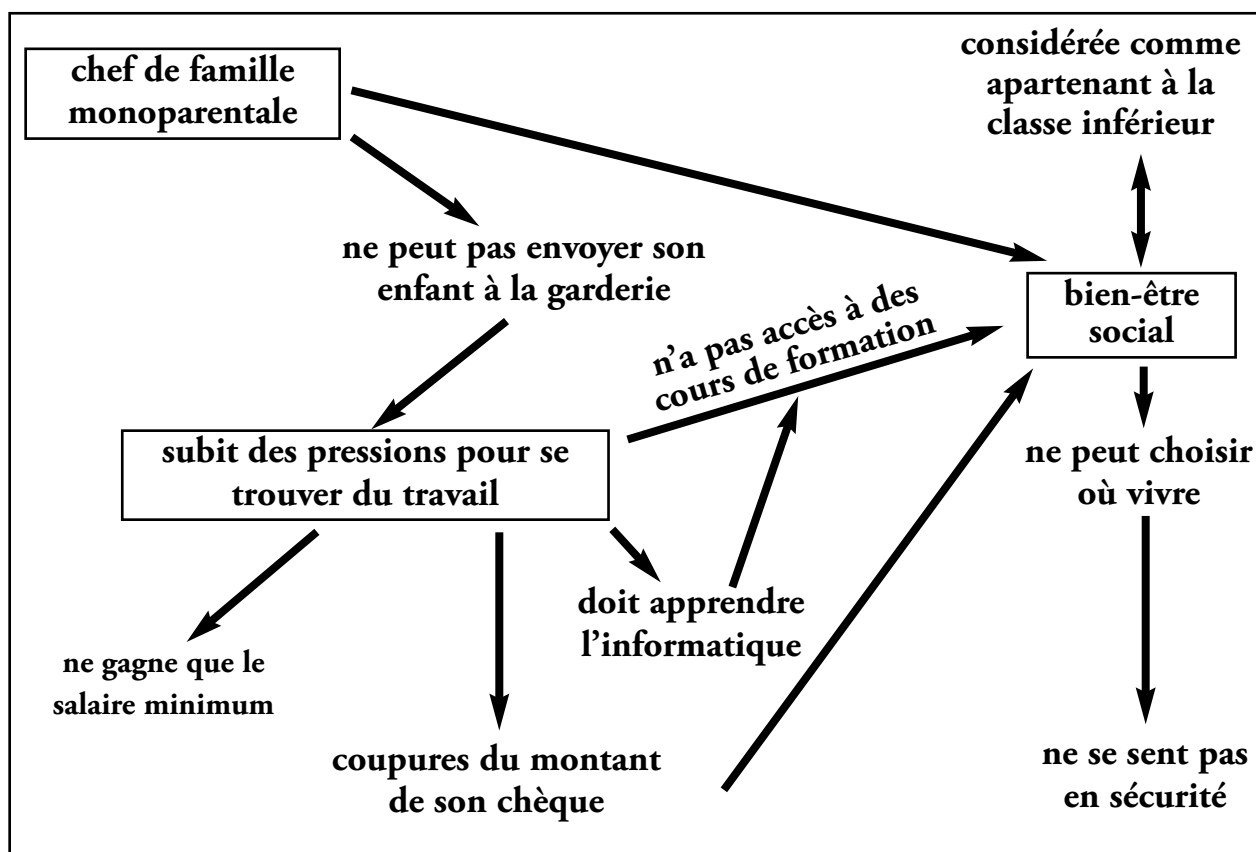 chef de famille
monoparentale
considérée comme
apartenant à la
classe inférieur
ne peut pas envoyer son
enfant à la garderie
bien-être
social
n’a pas accès à des
cours de formation
subit des pressions pour se
trouver du travail
ne peut choisir
où vivre
doit apprendre
l’informatique
ne gagne que le
salaire minimum
coupures du montant
de son chèque
ne se sent pas
en sécurité